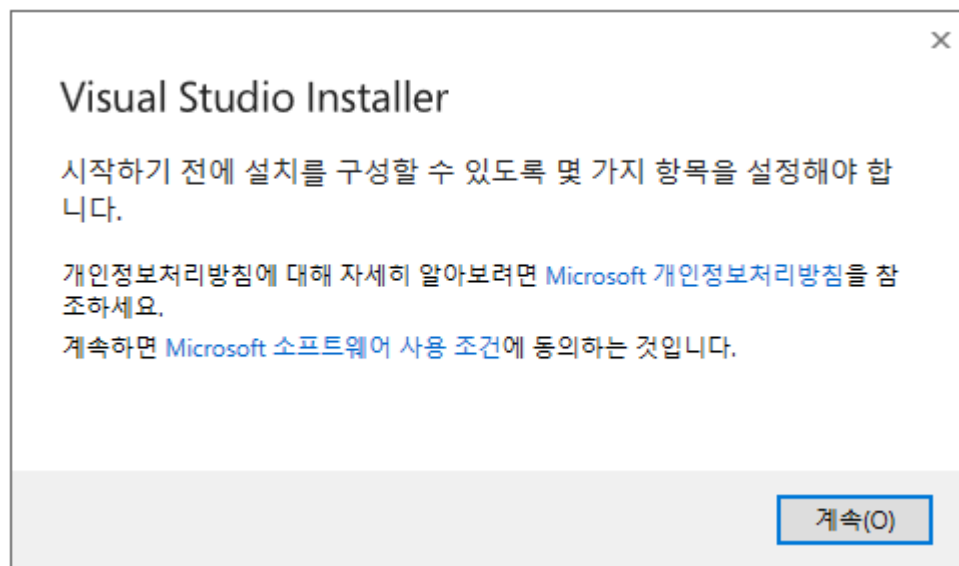 Visual Studio Installer
시작하기 전에 설치를 구성할 수 있도록 몇 가지 항목을 설정해야 합
니다.
개인정보처리방침에 대해 자세히 알아보려면 Microsoft 개인정보처리방침을 참
조하세요.
계속하면 Microsoft 소프트웨어 사용 조건에 동의하는 것입니다.
계속(O)